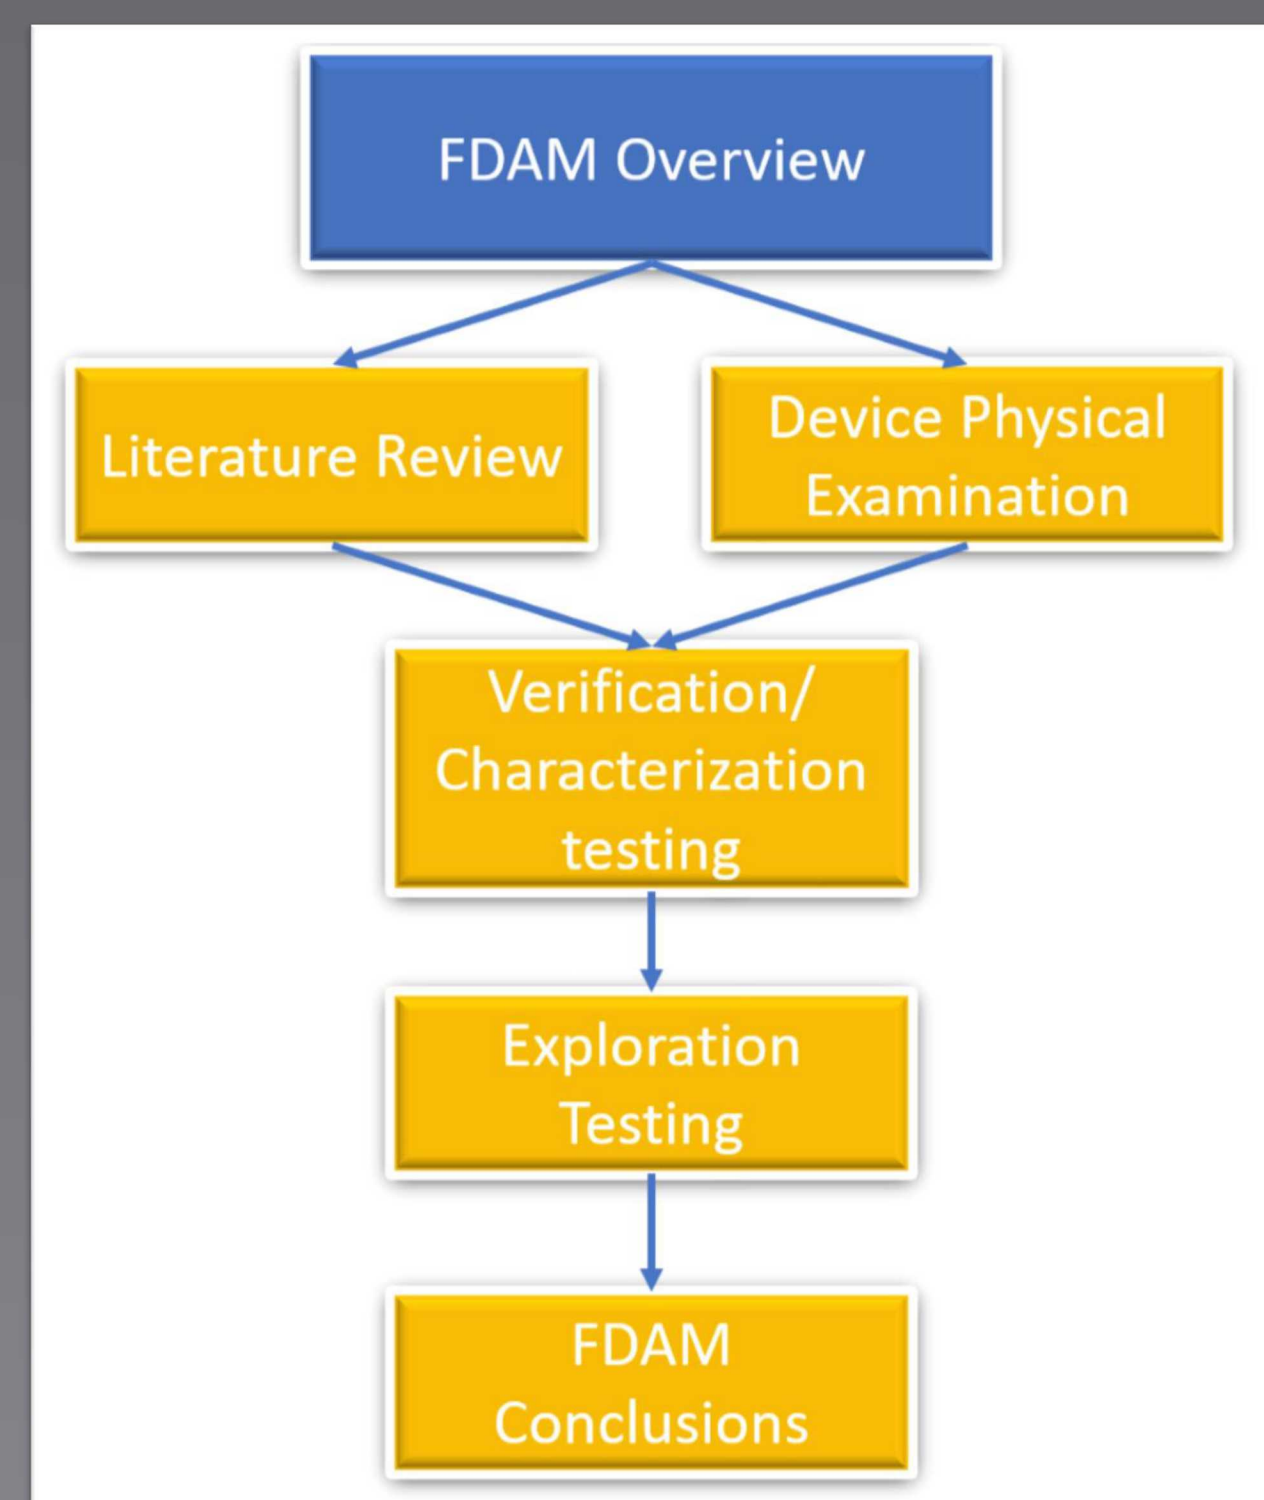 FDAM Overview
Literature Review
Device Physical
Examination
Verification/
Characterization
testing
Exploration
Testing
FDAM
Conclusions